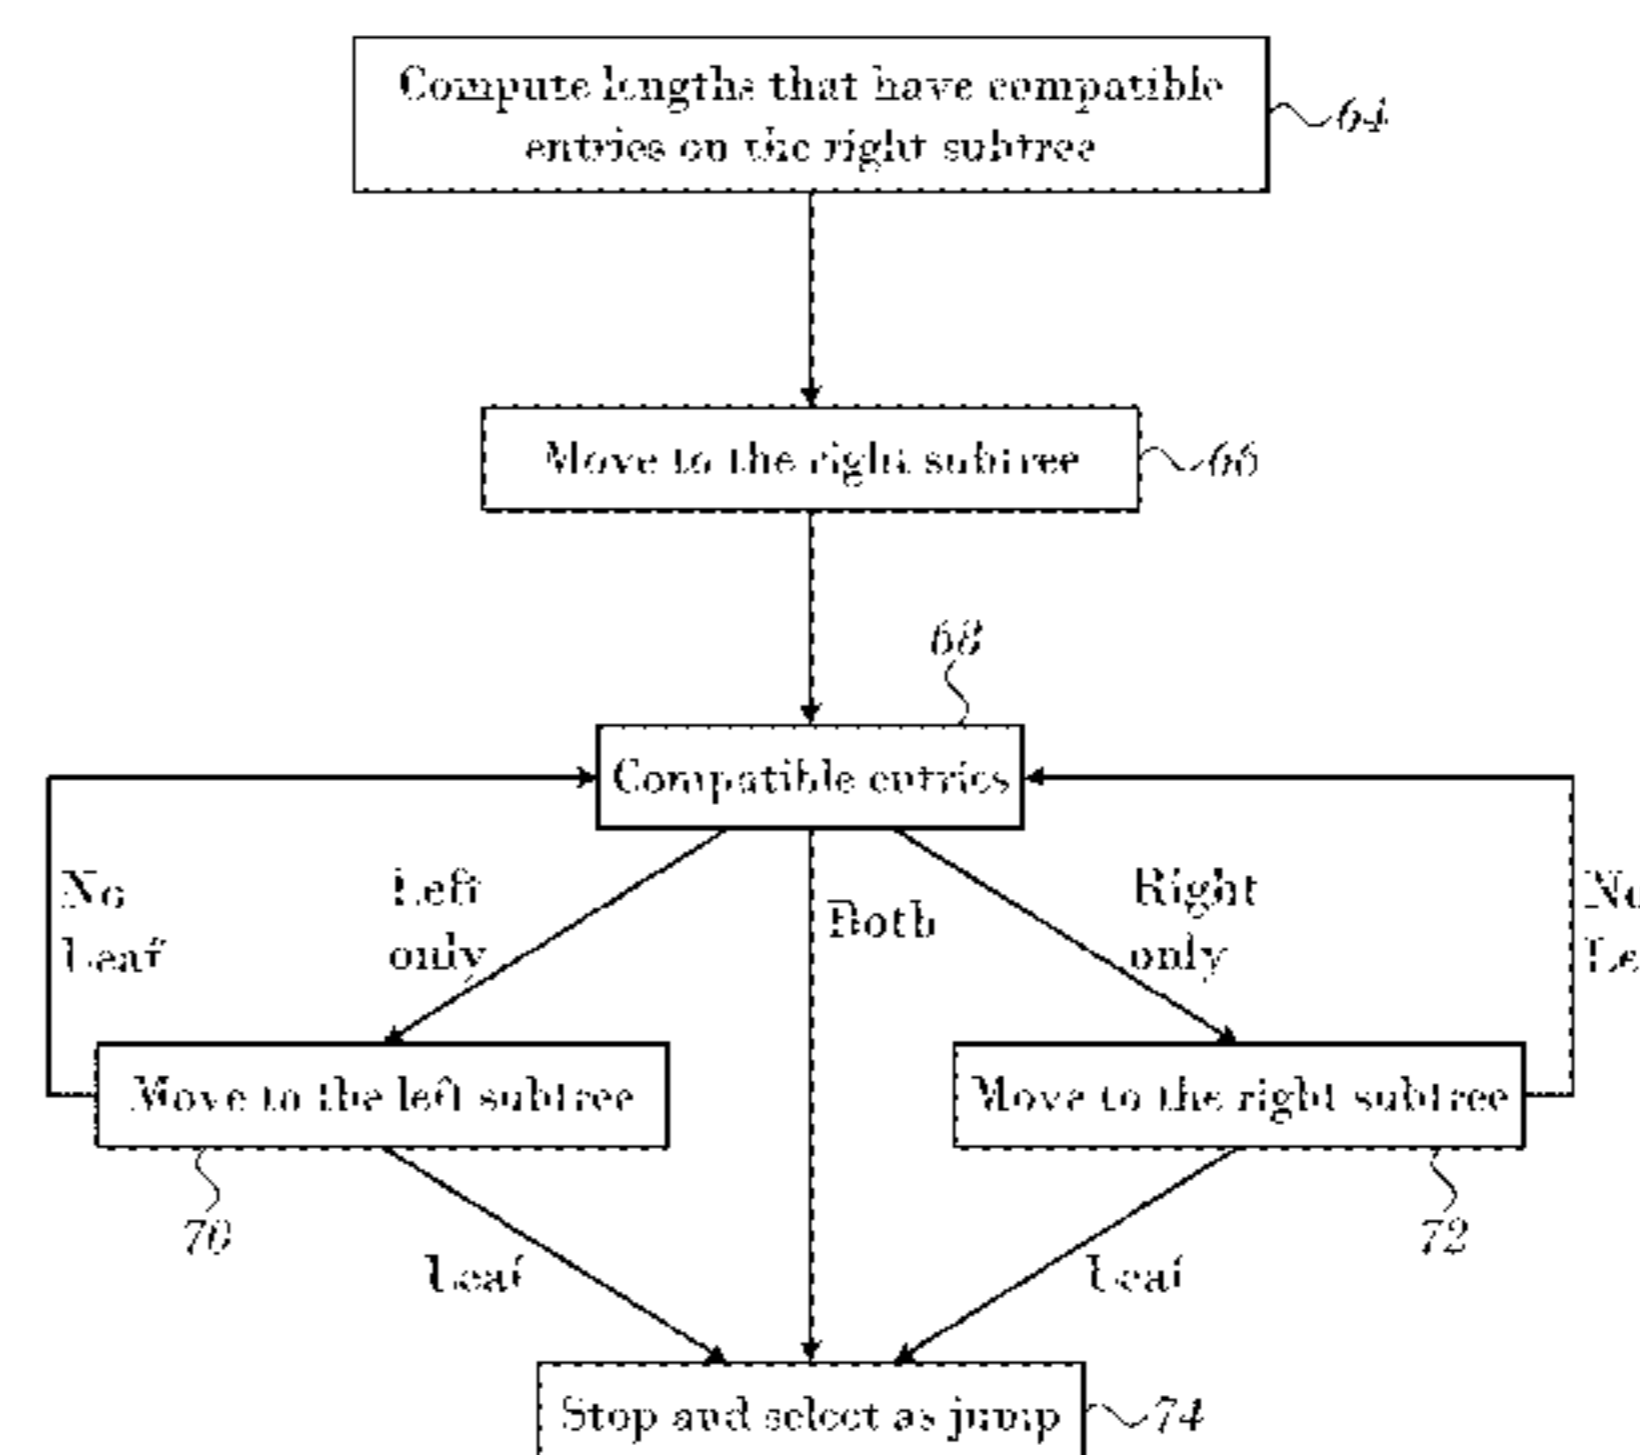 Compute lengths that have compatible
entries on the right subtree
64
Move to the right subtree
66
68
Compatible entries
No
Leaf
Left
only
Both
Right
only
No
Le
Move to the left subtree
Move to the right subtree
70
72
Leaf
Leaf
Stop and select as jump
74